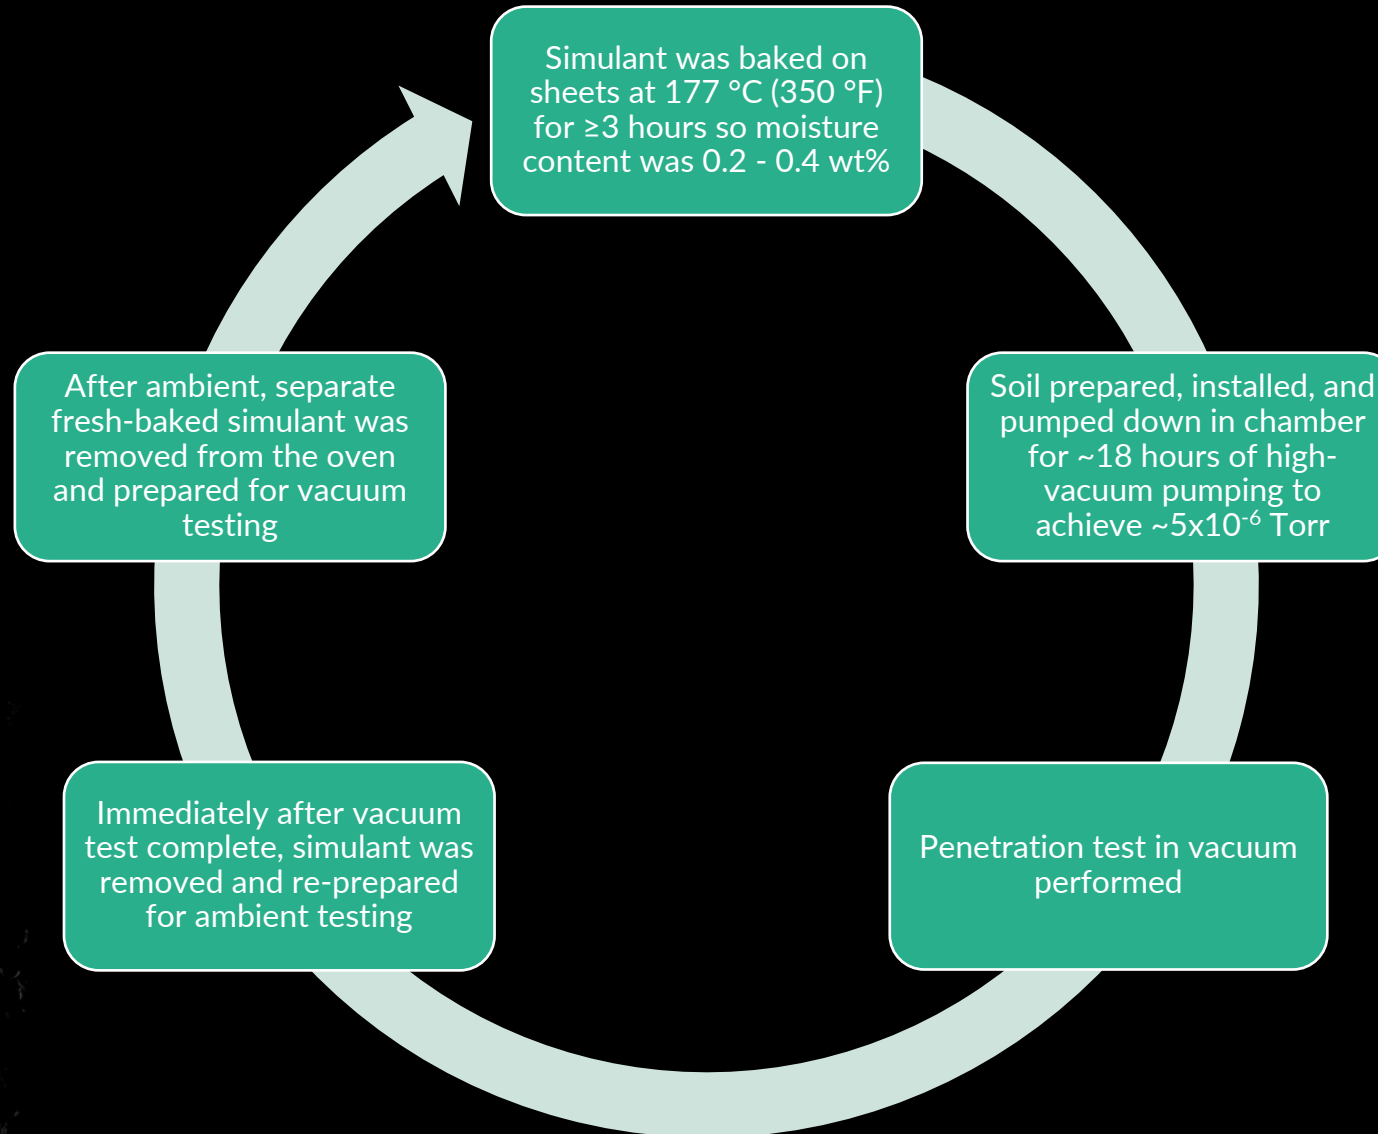 Simulant was baked on
sheets at 177 °C (350 °F)
for ≥3 hours so moisture
content was 0.2 - 0.4 wt%
Soil prepared, installed, and
pumped down in chamber
for ~18 hours of high-
vacuum pumping to
achieve ~5x10⁻⁶ Torr
Penetration test in vacuum
performed
Immediately after vacuum
test complete, simulant was
removed and re-prepared
for ambient testing
After ambient, separate
fresh-baked simulant was
removed from the oven
and prepared for vacuum
testing